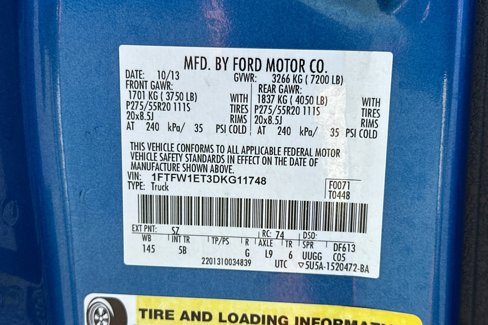 MFD. BY FORD MOTOR CO.
DATE: 10/13 GVWR: 3266 KG ( 7200 LB)
FRONT GAWR: REAR GAWR:
1701 KG ( 3750 LB) WITH 1837 KG ( 4050 LB) WITH
P275/55R20 111S TIRES P275/55R20 111S TIRES
20x8.5J RIMS 20x8.5J RIMS
AT 240 kPa/ 35 PSI COLD AT 240 kPa/ 35 PSI COLD
THIS VEHICLE CONFORMS TO ALL APPLICABLE FEDERAL MOTOR
VEHICLE SAFETY STANDARDS IN EFFECT ON THE DATE OF
MANUFACTURE SHOWN ABOVE.
VIN: 1FTFW1ET3DKG11748 F0071
TYPE: Truck T044B
EXT PNT: SZ RC: 74 DSO:
WB INT TR TP/PS R AXLE TR SPR DF613
145 5B G L9 6 UUGG C05
2201310034839 UTC 5U5A-1520472-BA
TIRE AND LOADING INFORMATION